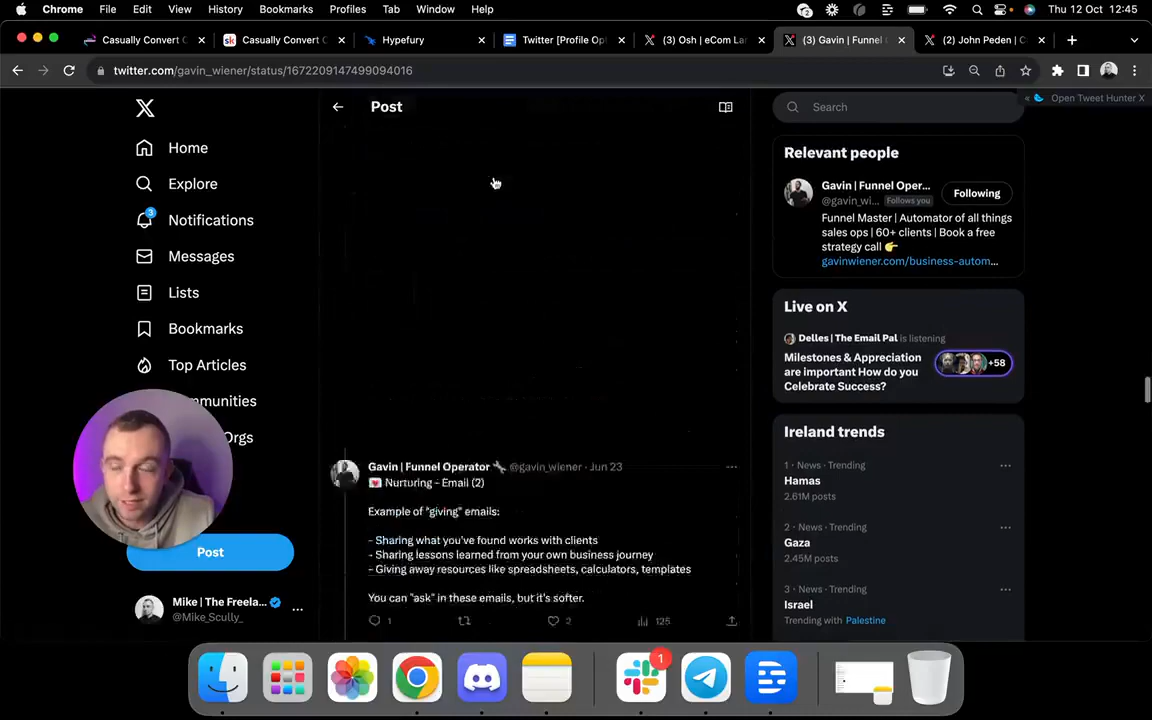 Chrome File Edit View History Bookmarks Profiles Tab Window Help
2
Thu 12 Oct 12:45
Casually Convert C
Casually Convert C
Hypefury
Twitter [Profile Op
(3) Osh | eCom La
(3) Gavin | Funnel
(2) John Peden | C
twitter.com/gavin_wiener/status/1672209147499094016
Open Tweet Hunter X
Home
Explore
3
Notifications
Messages
Lists
Bookmarks
Top Articles
mmunities
Orgs
Post
Mike | The Freela...
@Mike_Scully_
Post
Gavin | Funnel Operator @gavin_wiener · Jun 23
Nurturing - Email (2)
Example of "giving" emails:
- Sharing what you've found works with clients
- Sharing lessons learned from your own business journey
- Giving away resources like spreadsheets, calculators, templates
You can "ask" in these emails, but it's softer.
1
2
125
Search
Relevant people
Gavin | Funnel Oper...
@gavin_wi... Follows you
Following
Funnel Master | Automator of all things
sales ops | 60+ clients | Book a free
strategy call
gavinwiener.com/business-autom...
Live on X
Delles | The Email Pal is listening
Milestones & Appreciation
are important How do you
Celebrate Success?
+58
Ireland trends
1 · News · Trending
Hamas
2.61M posts
2 · News · Trending
Gaza
2.45M posts
3 · News · Trending
Israel
Trending with Palestine
1